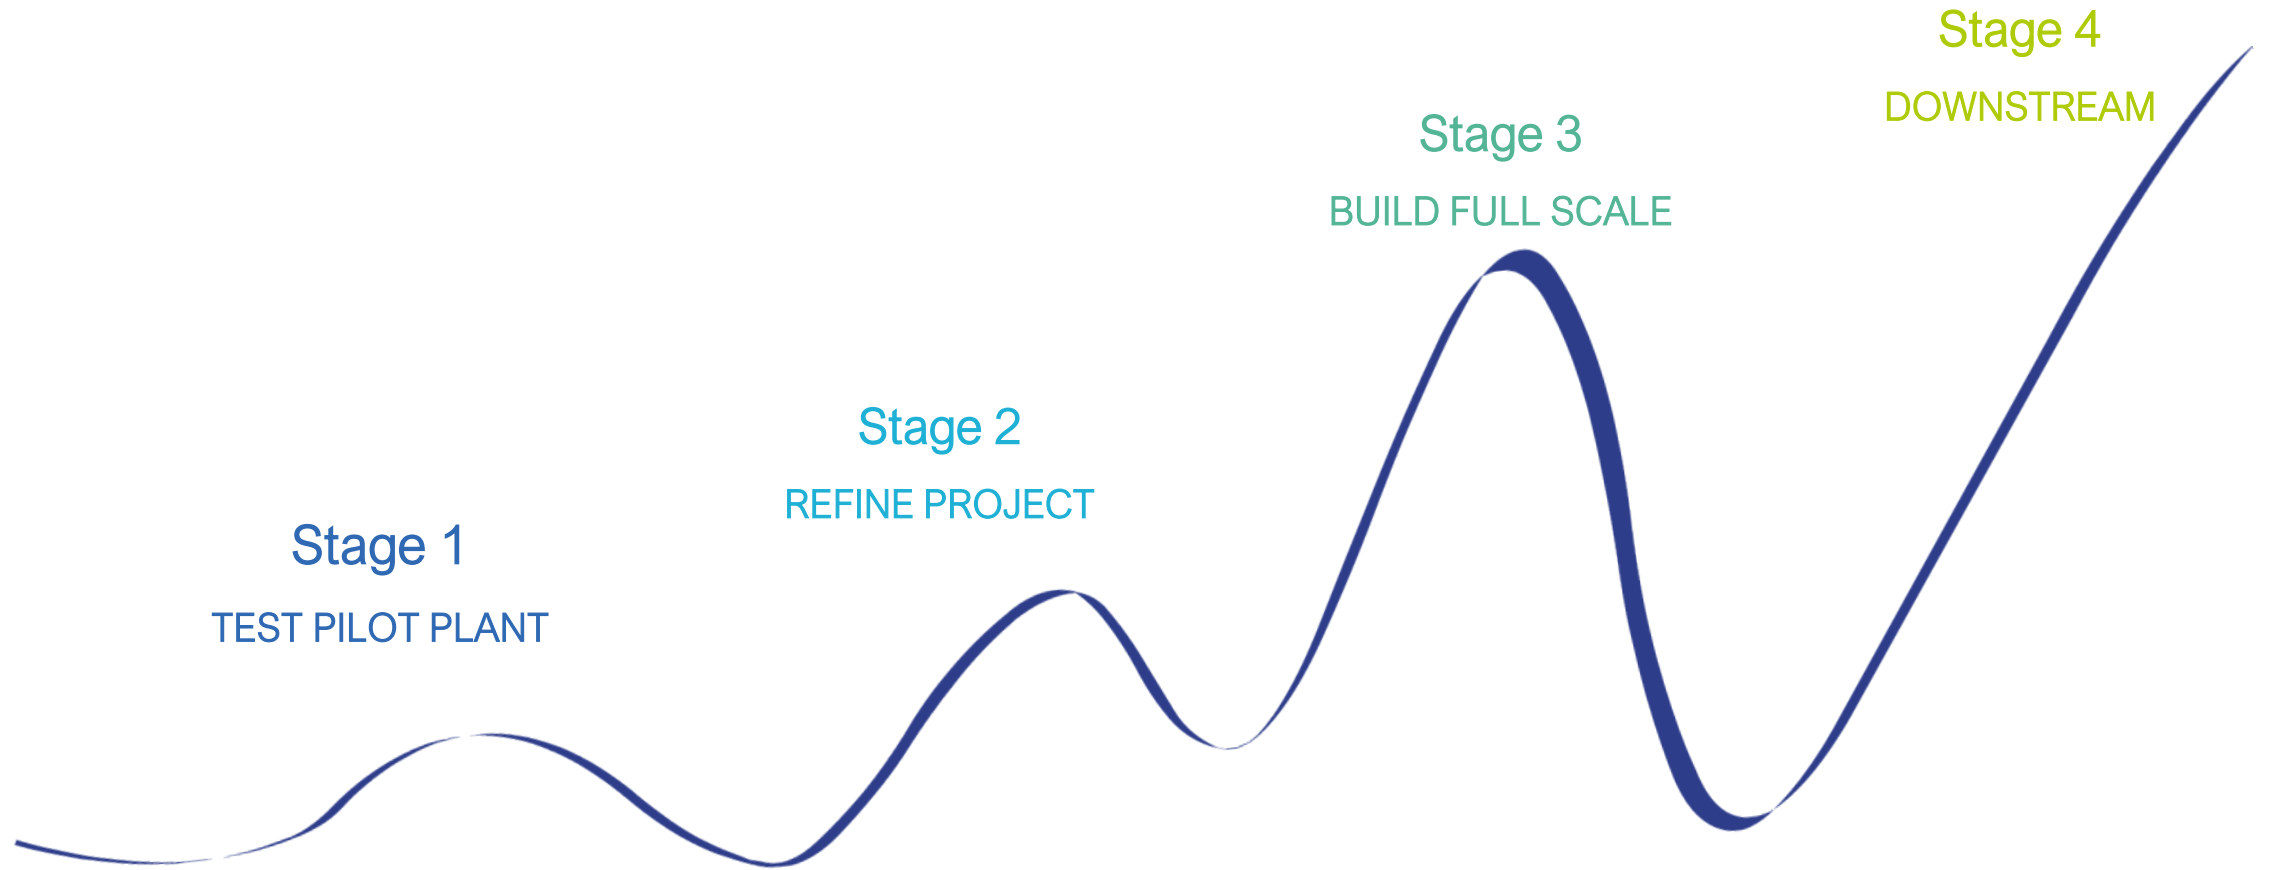 Stage 1
TEST PILOT PLANT
Stage 2
REFINE PROJECT
Stage 3
BUILD FULL SCALE
Stage 4
DOWNSTREAM